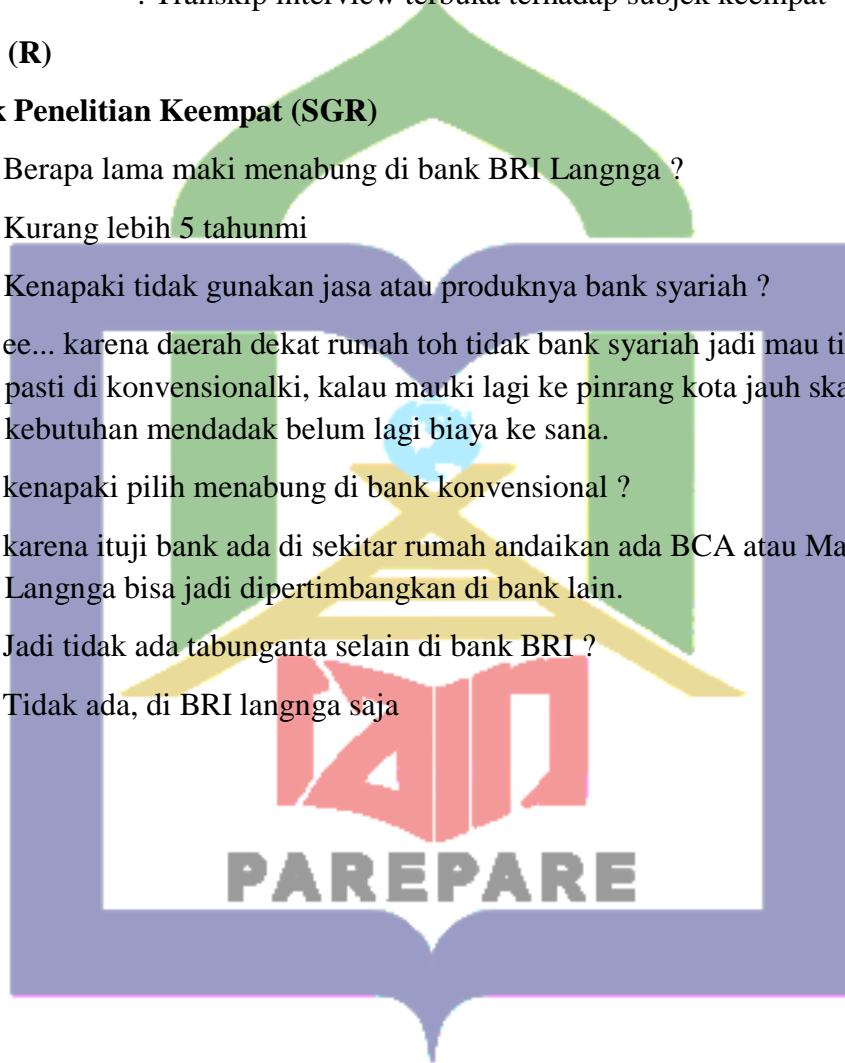 : Transkip interview terbuka terhadap subjek keempat
(R)
k Penelitian Keempat (SGR)
Berapa lama maki menabung di bank BRI Langnga ?
Kurang lebih 5 tahunmi
Kenapaki tidak gunakan jasa atau produknya bank syariah ?
ee... karena daerah dekat rumah toh tidak bank syariah jadi mau ti
pasti di konvensionalki, kalau mauki lagi ke pinrang kota jauh ska
kebutuhan mendadak belum lagi biaya ke sana.
kenapaki pilih menabung di bank konvensional ?
karena ituji bank ada di sekitar rumah andaikan ada BCA atau Ma
Langnga bisa jadi dipertimbangkan di bank lain.
Jadi tidak ada tabunganta selain di bank BRI ?
Tidak ada, di BRI langnga saja
IAIN
PAREPARE